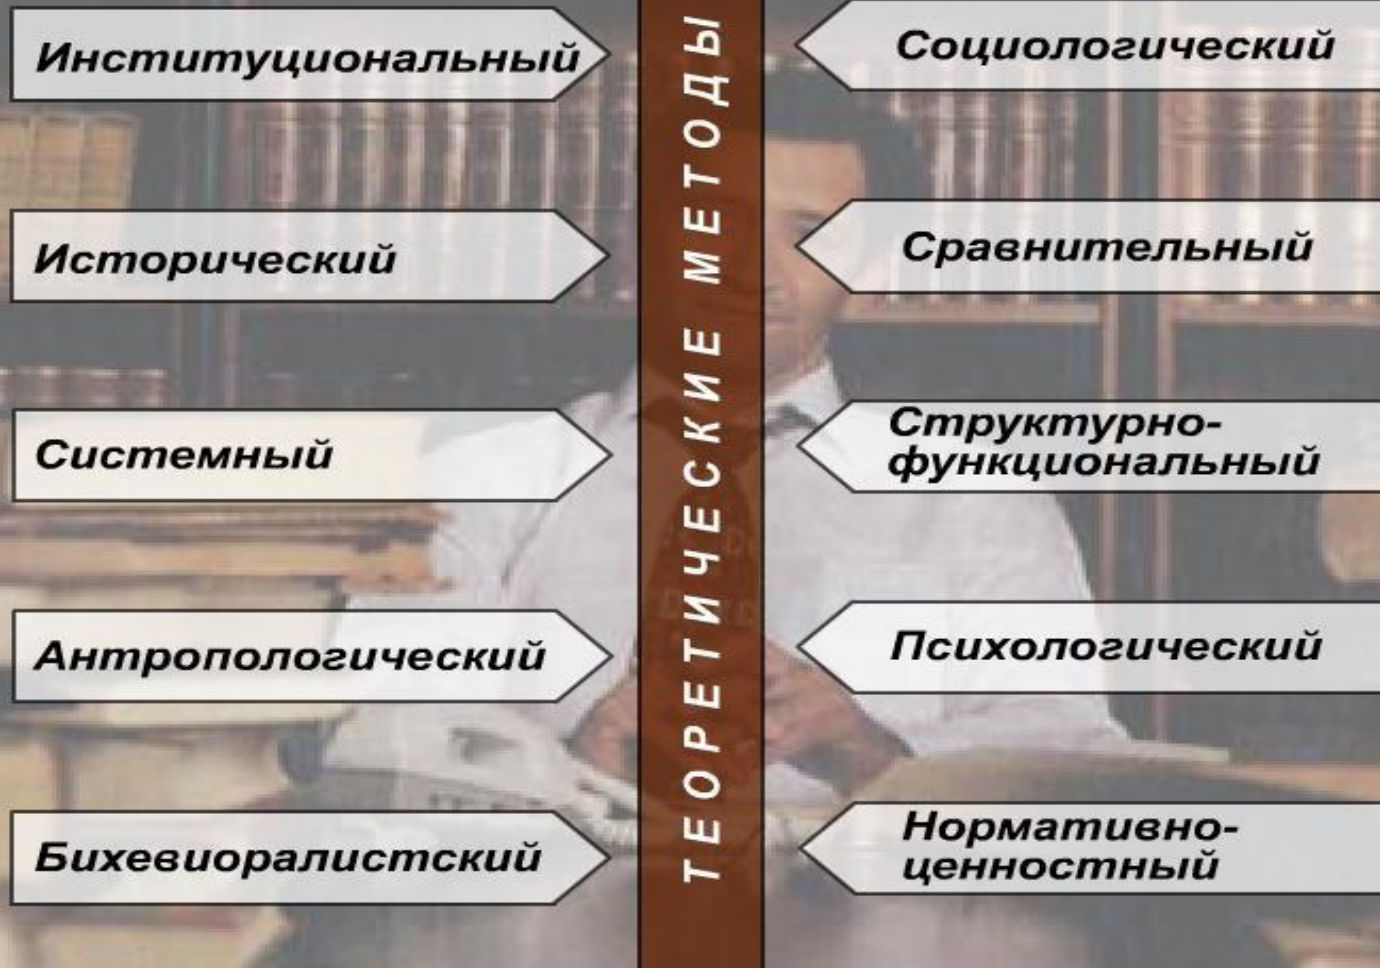 Институциональный
Исторический
Системный
Антропологический
Бихевиоралистский
ТЕОРЕТИЧЕСКИЕ МЕТОДЫ
Социологический
Сравнительный
Структурно-
функциональный
Психологический
Нормативно-
ценностный